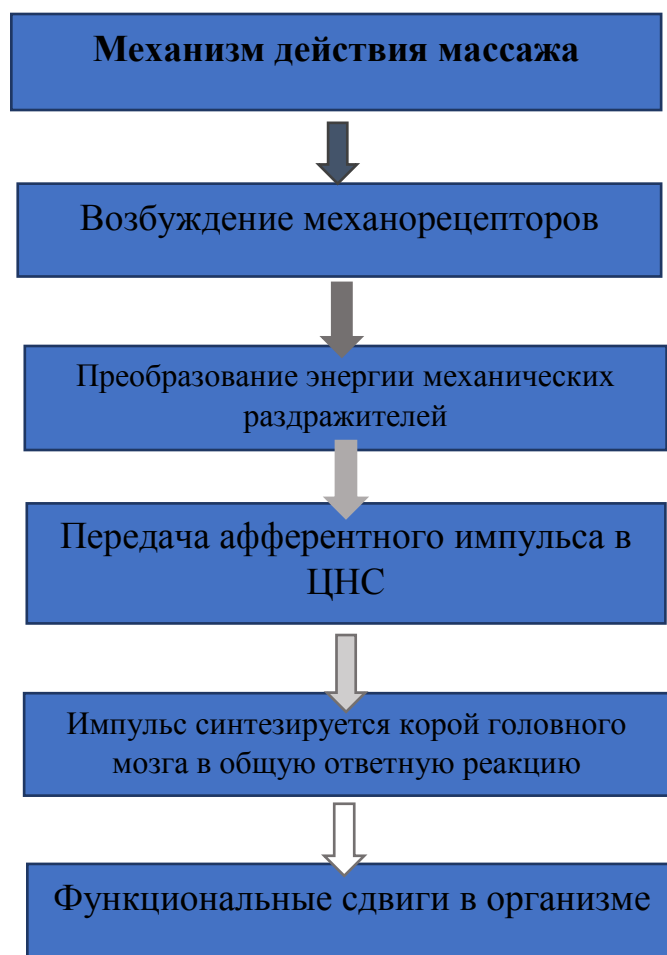 Механизм действия массажа
Возбуждение механорецепторов
Преобразование энергии механических
раздражителей
Передача афферентного импульса в
ЦНС
Импульс синтезируется корой головного
мозга в общую ответную реакцию
Функциональные сдвиги в организме